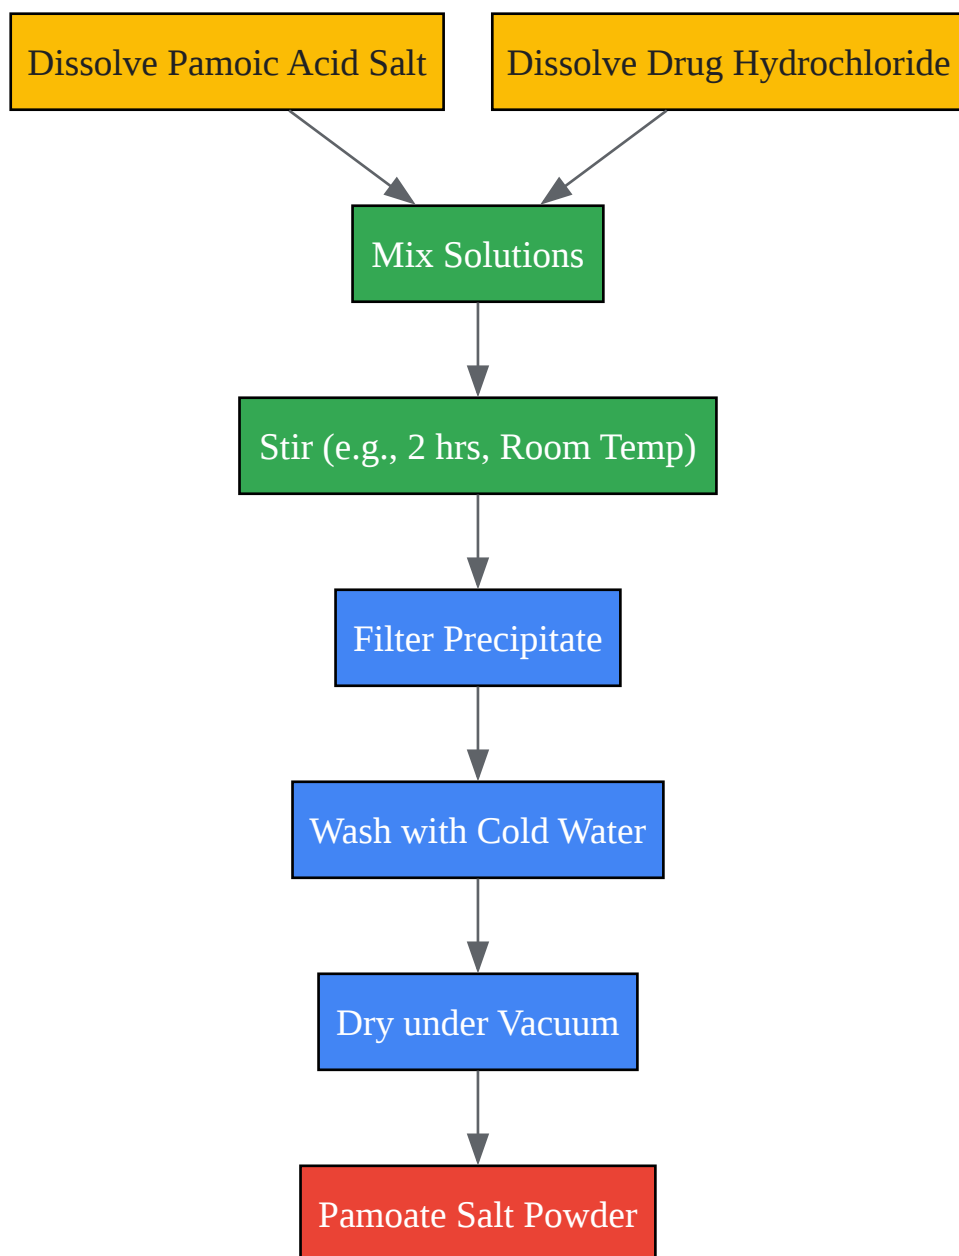 Dissolve Pamoic Acid Salt
Dissolve Drug Hydrochloride
Mix Solutions
Stir (e.g., 2 hrs, Room Temp)
Filter Precipitate
Wash with Cold Water
Dry under Vacuum
Pamoate Salt Powder